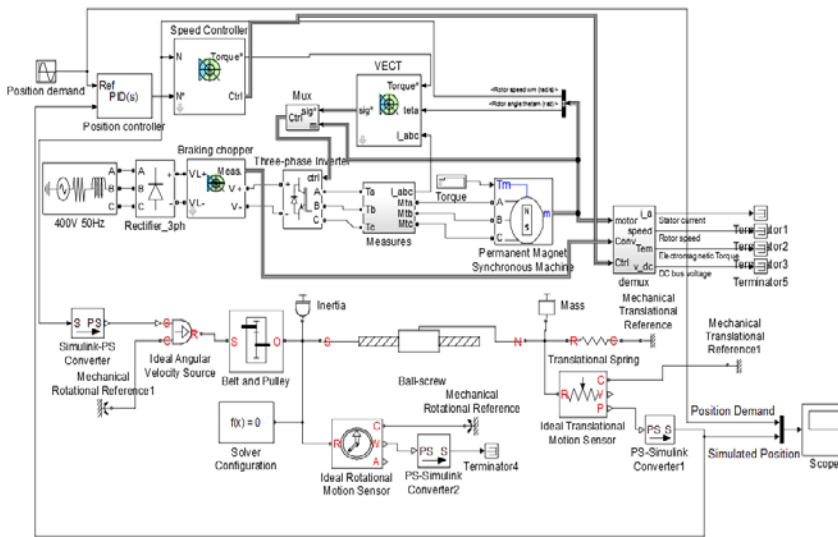 Speed Controller
N
Torque*
N*
Ctrl
Position demand
Ref
PID(s)
Position controller
VECT
Torque*
sig*
teta
I_abc
Mux
sig*
Ctrl
m
<Rotor speed wm (rad/s)>
<Rotor angle thetam (rad)>
Braking chopper
Three-phase Inverter
400V 50Hz
A
B
C
A
B
C
+
-
Rectifier_3ph
VL+
VL-
Meas.
V+
V-
ctrl
+
-
A
B
C
Ta
Tb
Tc
I_abc
Mta
Mtb
Mtc
Measures
Torque
Tm
A
B
C
N
S
m
Permanent Magnet
Synchronous Machine
motor
Conv
Ctrl
i_a
speed
Tem
v_dc
demux
Stator current
Rotor speed
Electromagnetic Torque
DC bus voltage
Terminator1
Terminator2
Terminator3
Terminator5
S PS
Simulink-PS
Converter
S
C
R
Ideal Angular
Velocity Source
Mechanical
Rotational Reference1
S
O
Belt and Pulley
Inertia
S
N
Ball-screw
Mass
R
C
Translational Spring
Mechanical
Translational
Reference
Mechanical
Translational
Reference1
R
C
V
P
Ideal Translational
Motion Sensor
PS S
PS-Simulink
Converter1
Position Demand
Simulated Position
Scope
f(x) = 0
Solver
Configuration
R
C
W
A
Ideal Rotational
Motion Sensor
Mechanical
Rotational Reference
PS S
PS-Simulink
Converter2
Terminator4